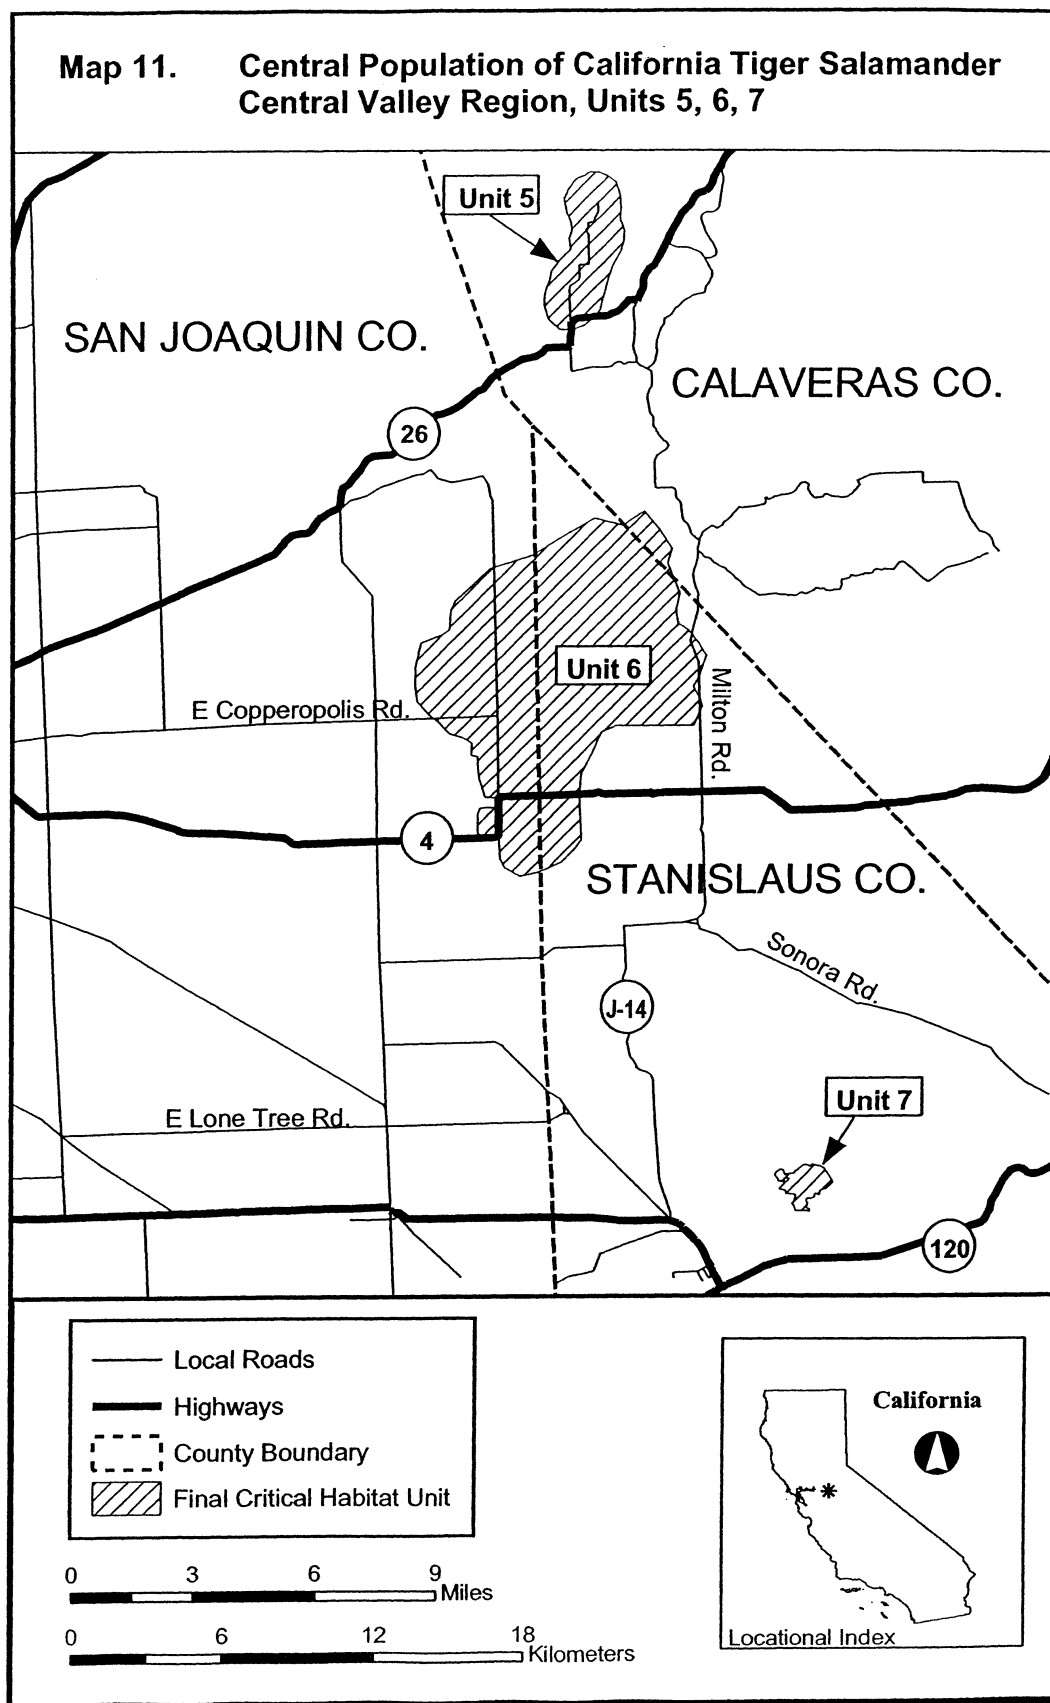 Map 11. Central Population of California Tiger Salamander
Central Valley Region, Units 5, 6, 7
Unit 5
SAN JOAQUIN CO.
CALAVERAS CO.
26
Unit 6
Milton Rd.
E Copperopolis Rd.
4
STANISLAUS CO.
Sonora Rd.
J-14
Unit 7
E Lone Tree Rd.
120
Local Roads
Highways
County Boundary
Final Critical Habitat Unit
0 3 6 9
Miles
0 6 12 18
Kilometers
California
Locational Index